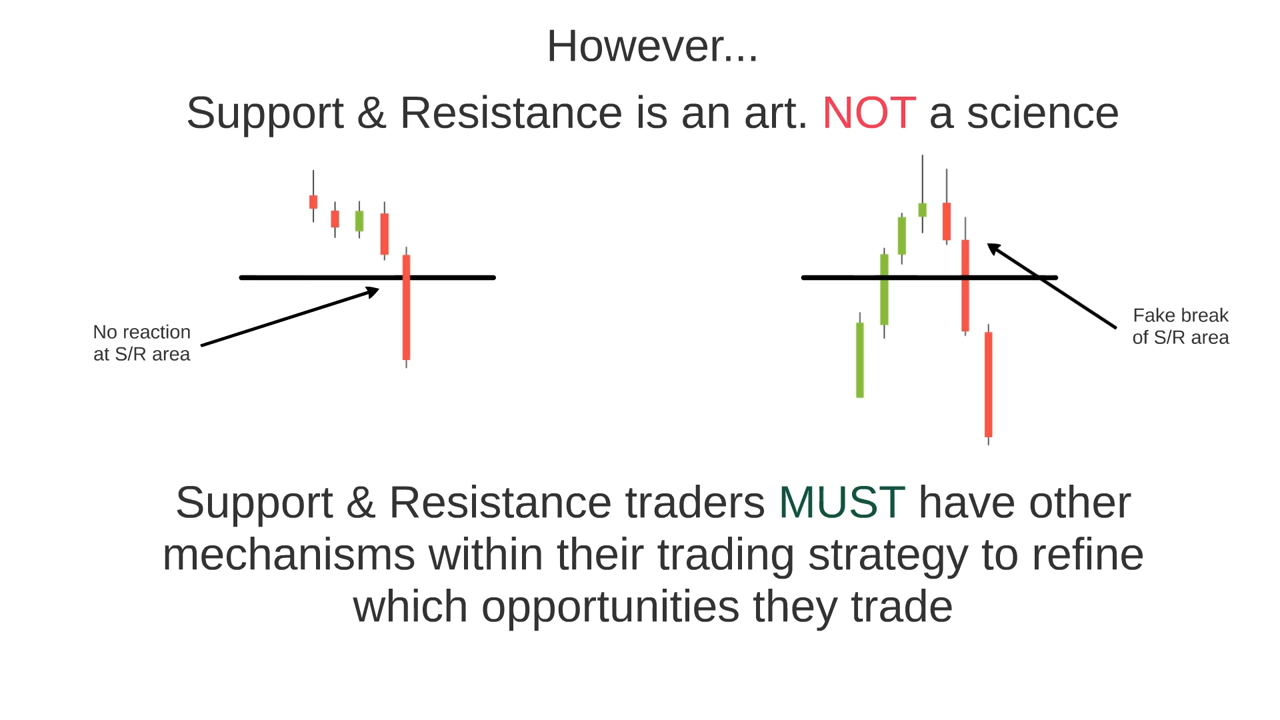 However...
Support & Resistance is an art. NOT a science
No reaction
at S/R area
Fake break
of S/R area
Support & Resistance traders MUST have other
mechanisms within their trading strategy to refine
which opportunities they trade